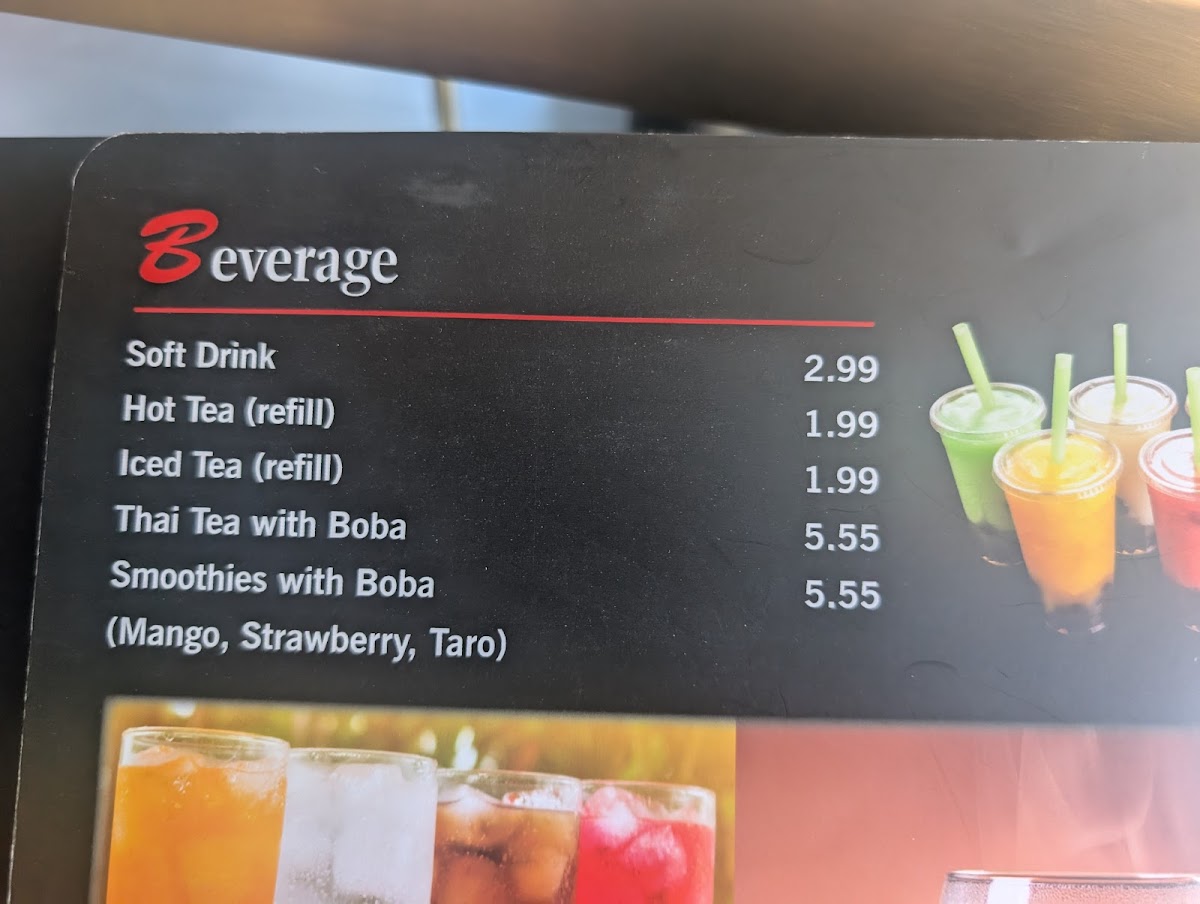 Beverage
Soft Drink 2.99
Hot Tea (refill) 1.99
Iced Tea (refill) 1.99
Thai Tea with Boba 5.55
Smoothies with Boba 5.55
(Mango, Strawberry, Taro)